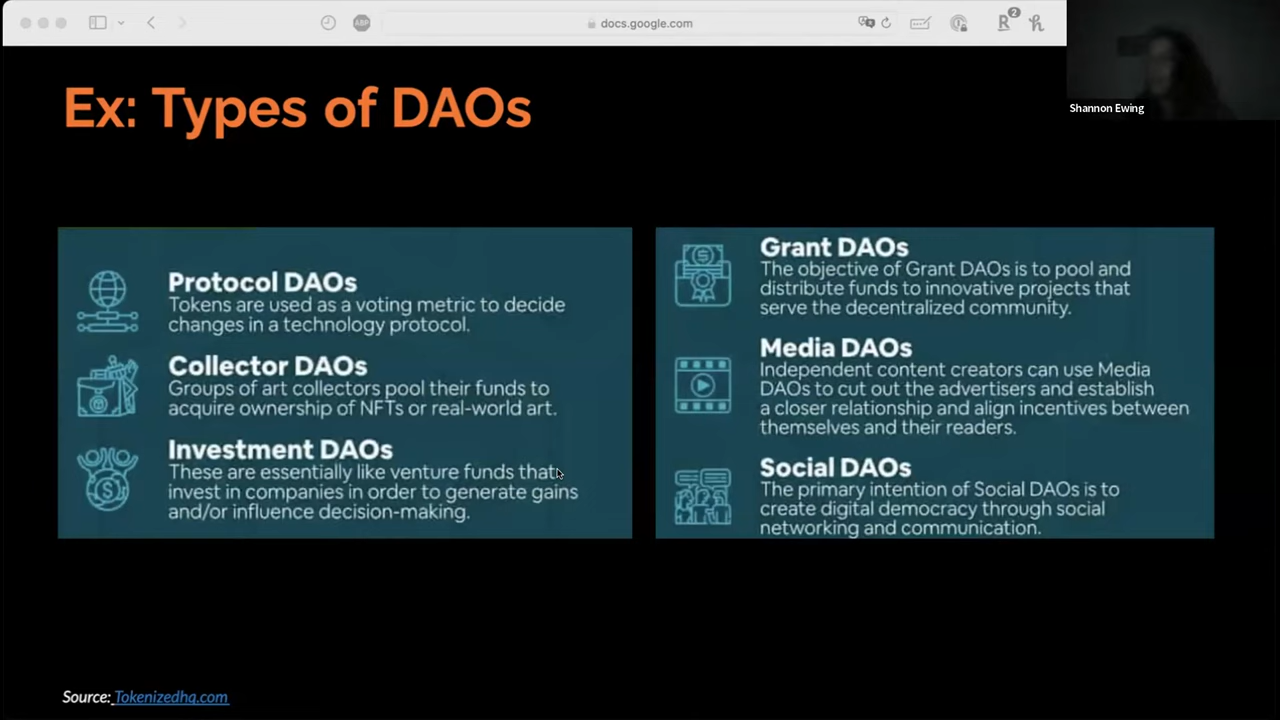 docs.google.com
ABP
R
2
h
Shannon Ewing
Ex: Types of DAOs
Protocol DAOs
Tokens are used as a voting metric to decide
changes in a technology protocol.
Collector DAOs
Groups of art collectors pool their funds to
acquire ownership of NFTs or real-world art.
Investment DAOs
These are essentially like venture funds that
invest in companies in order to generate gains
and/or influence decision-making.
Grant DAOs
The objective of Grant DAOs is to pool and
distribute funds to innovative projects that
serve the decentralized community.
Media DAOs
Independent content creators can use Media
DAOs to cut out the advertisers and establish
a closer relationship and align incentives between
themselves and their readers.
Social DAOs
The primary intention of Social DAOs is to
create digital democracy through social
networking and communication.
Source: Tokenizedhq.com